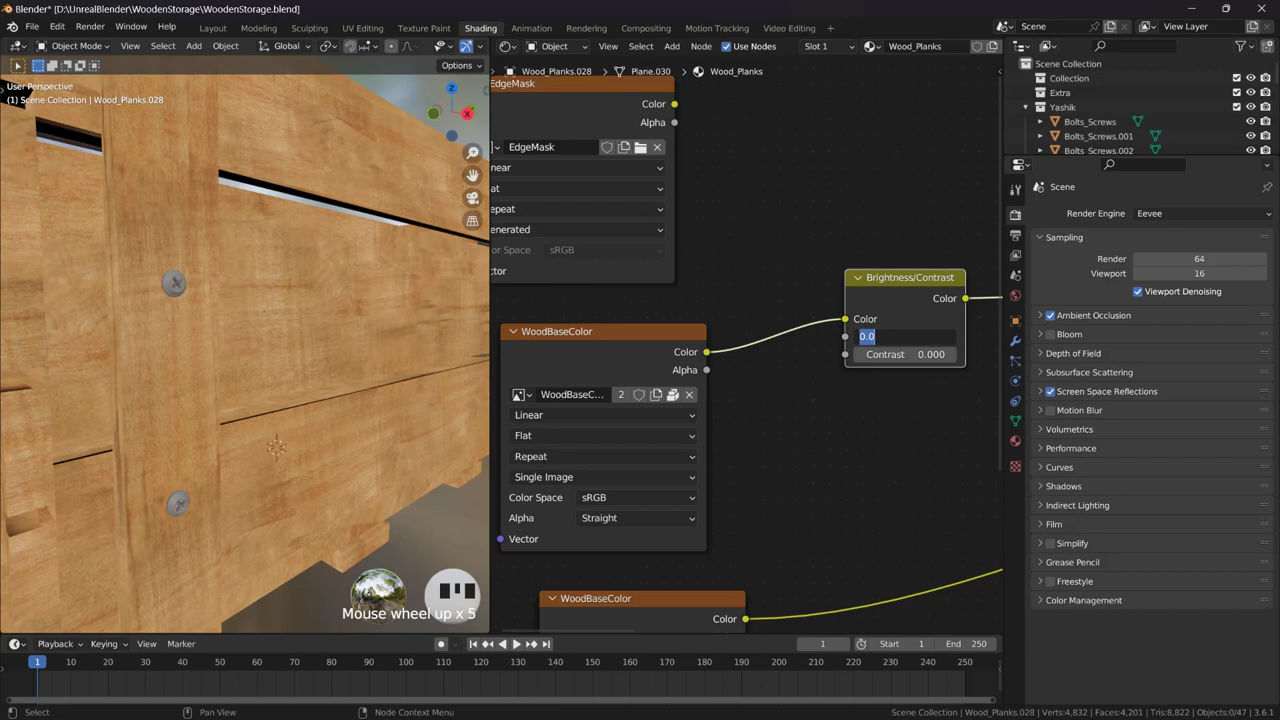 Blender* [D:\UnrealBlender\WoodenStorage\WoodenStorage.blend]
File Edit Render Window Help Layout Modeling Sculpting UV Editing Texture Paint Shading Animation Rendering Compositing Geometry Nodes Scripting Motion Tracking Video Editing + Scene View Layer
Object Mode View Select Add Object Global Object View Select Add Node Use Nodes Slot 1 Wood_Planks
Options
User Perspective
(1) Scene Collection | Wood_Planks.028
Z
X
Wood_Planks.028 > Plane.030 > Wood_Planks
EdgeMask
Color
Alpha
EdgeMask
near
at
epeat
enerated
or Space sRGB
ctor
WoodBaseColor
Color
Alpha
WoodBaseC... 2
Linear
Flat
Repeat
Single Image
Color Space sRGB
Alpha Straight
Vector
WoodBaseColor
Color
Brightness/Contrast
Color
Color
0.0
Contrast 0.000
Mouse wheel up x 5
Scene Collection
Collection
Extra
Yashik
Bolts_Screws
Bolts_Screws.001
Bolts_Screws.002
Scene
Render Engine Eevee
Sampling
Render 64
Viewport 16
Viewport Denoising
Ambient Occlusion
Bloom
Depth of Field
Subsurface Scattering
Screen Space Reflections
Motion Blur
Volumetrics
Performance
Curves
Shadows
Indirect Lighting
Film
Simplify
Grease Pencil
Freestyle
Color Management
Playback Keying View Marker 1 Start 1 End 250
1 10 20 30 40 50 60 70 80 90 100 110 120 130 140 150 160 170 180 190 200 210 220 230 240 250
Select Pan View Node Context Menu Scene Collection | Wood_Planks.028 | Verts:4,832 | Faces:4,201 | Tris:8,822 | Objects:0/47 | 3.6.1